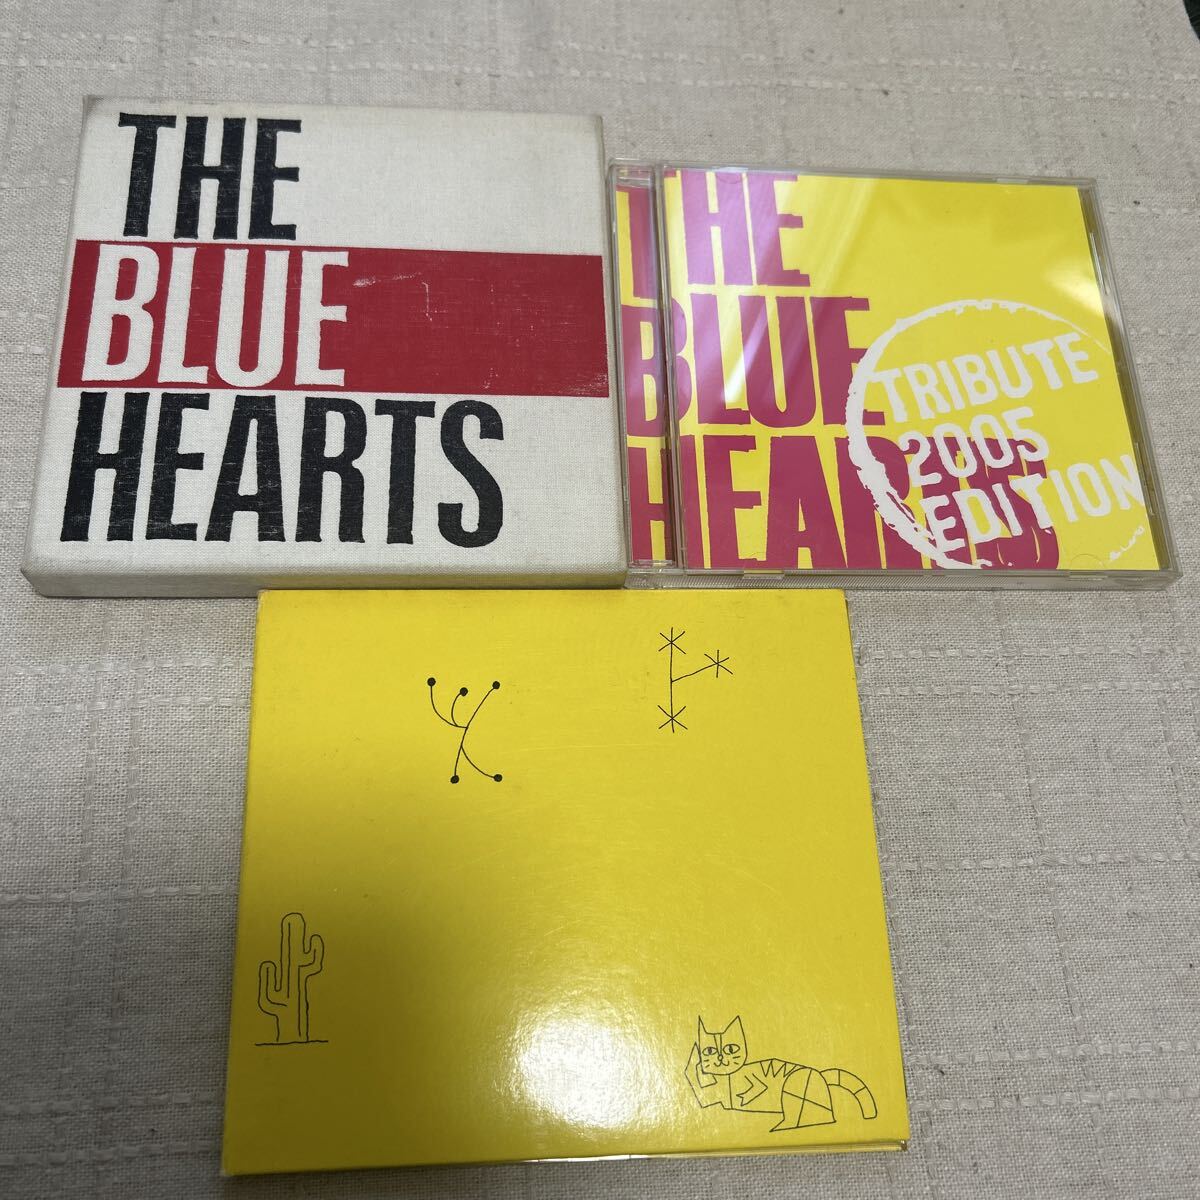 THE
BLUE
HEARTS
THE
BLUE
HEARTS
TRIBUTE
2005
EDITION